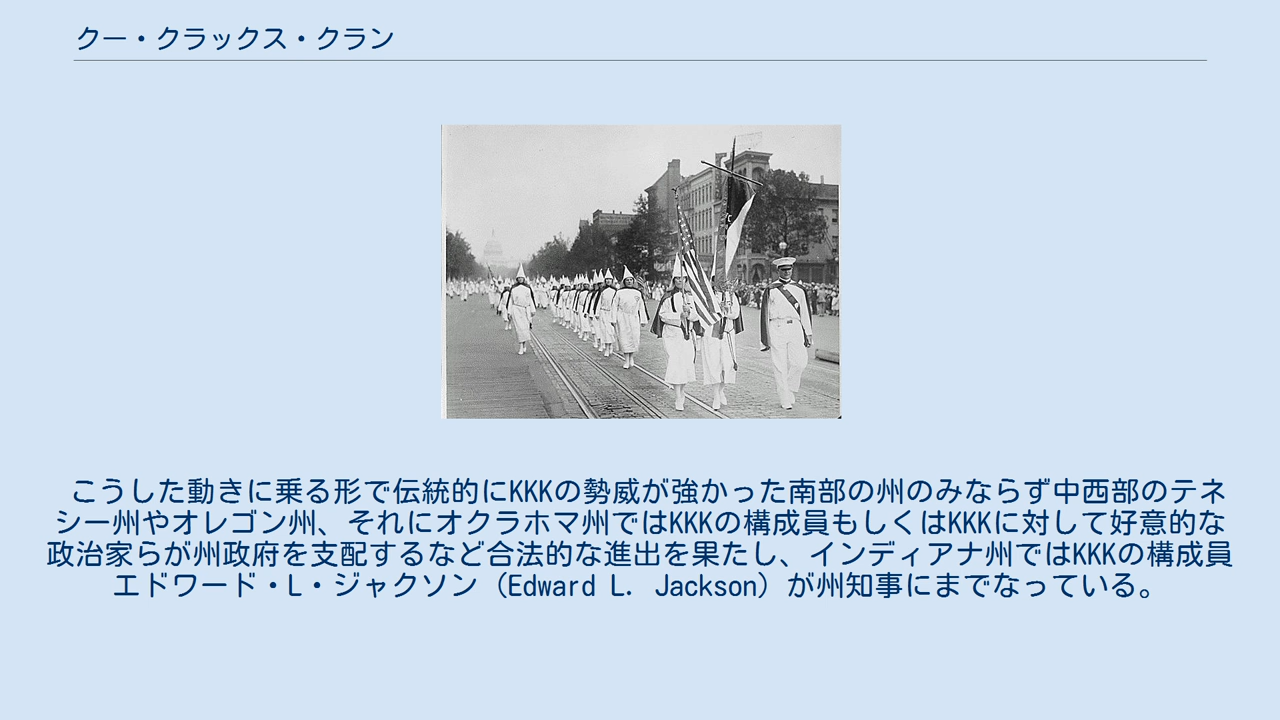 クー・クラックス・クラン
こうした動きに乗る形で伝統的にKKKの勢威が強かった南部の州のみならず中西部のテネ
シー州やオレゴン州、それにオクラホマ州ではKKKの構成員もしくはKKKに対して好意的な
政治家らが州政府を支配するなど合法的な進出を果たし、インディアナ州ではKKKの構成員
エドワード・L・ジャクソン（Edward L. Jackson）が州知事にまでなっている。